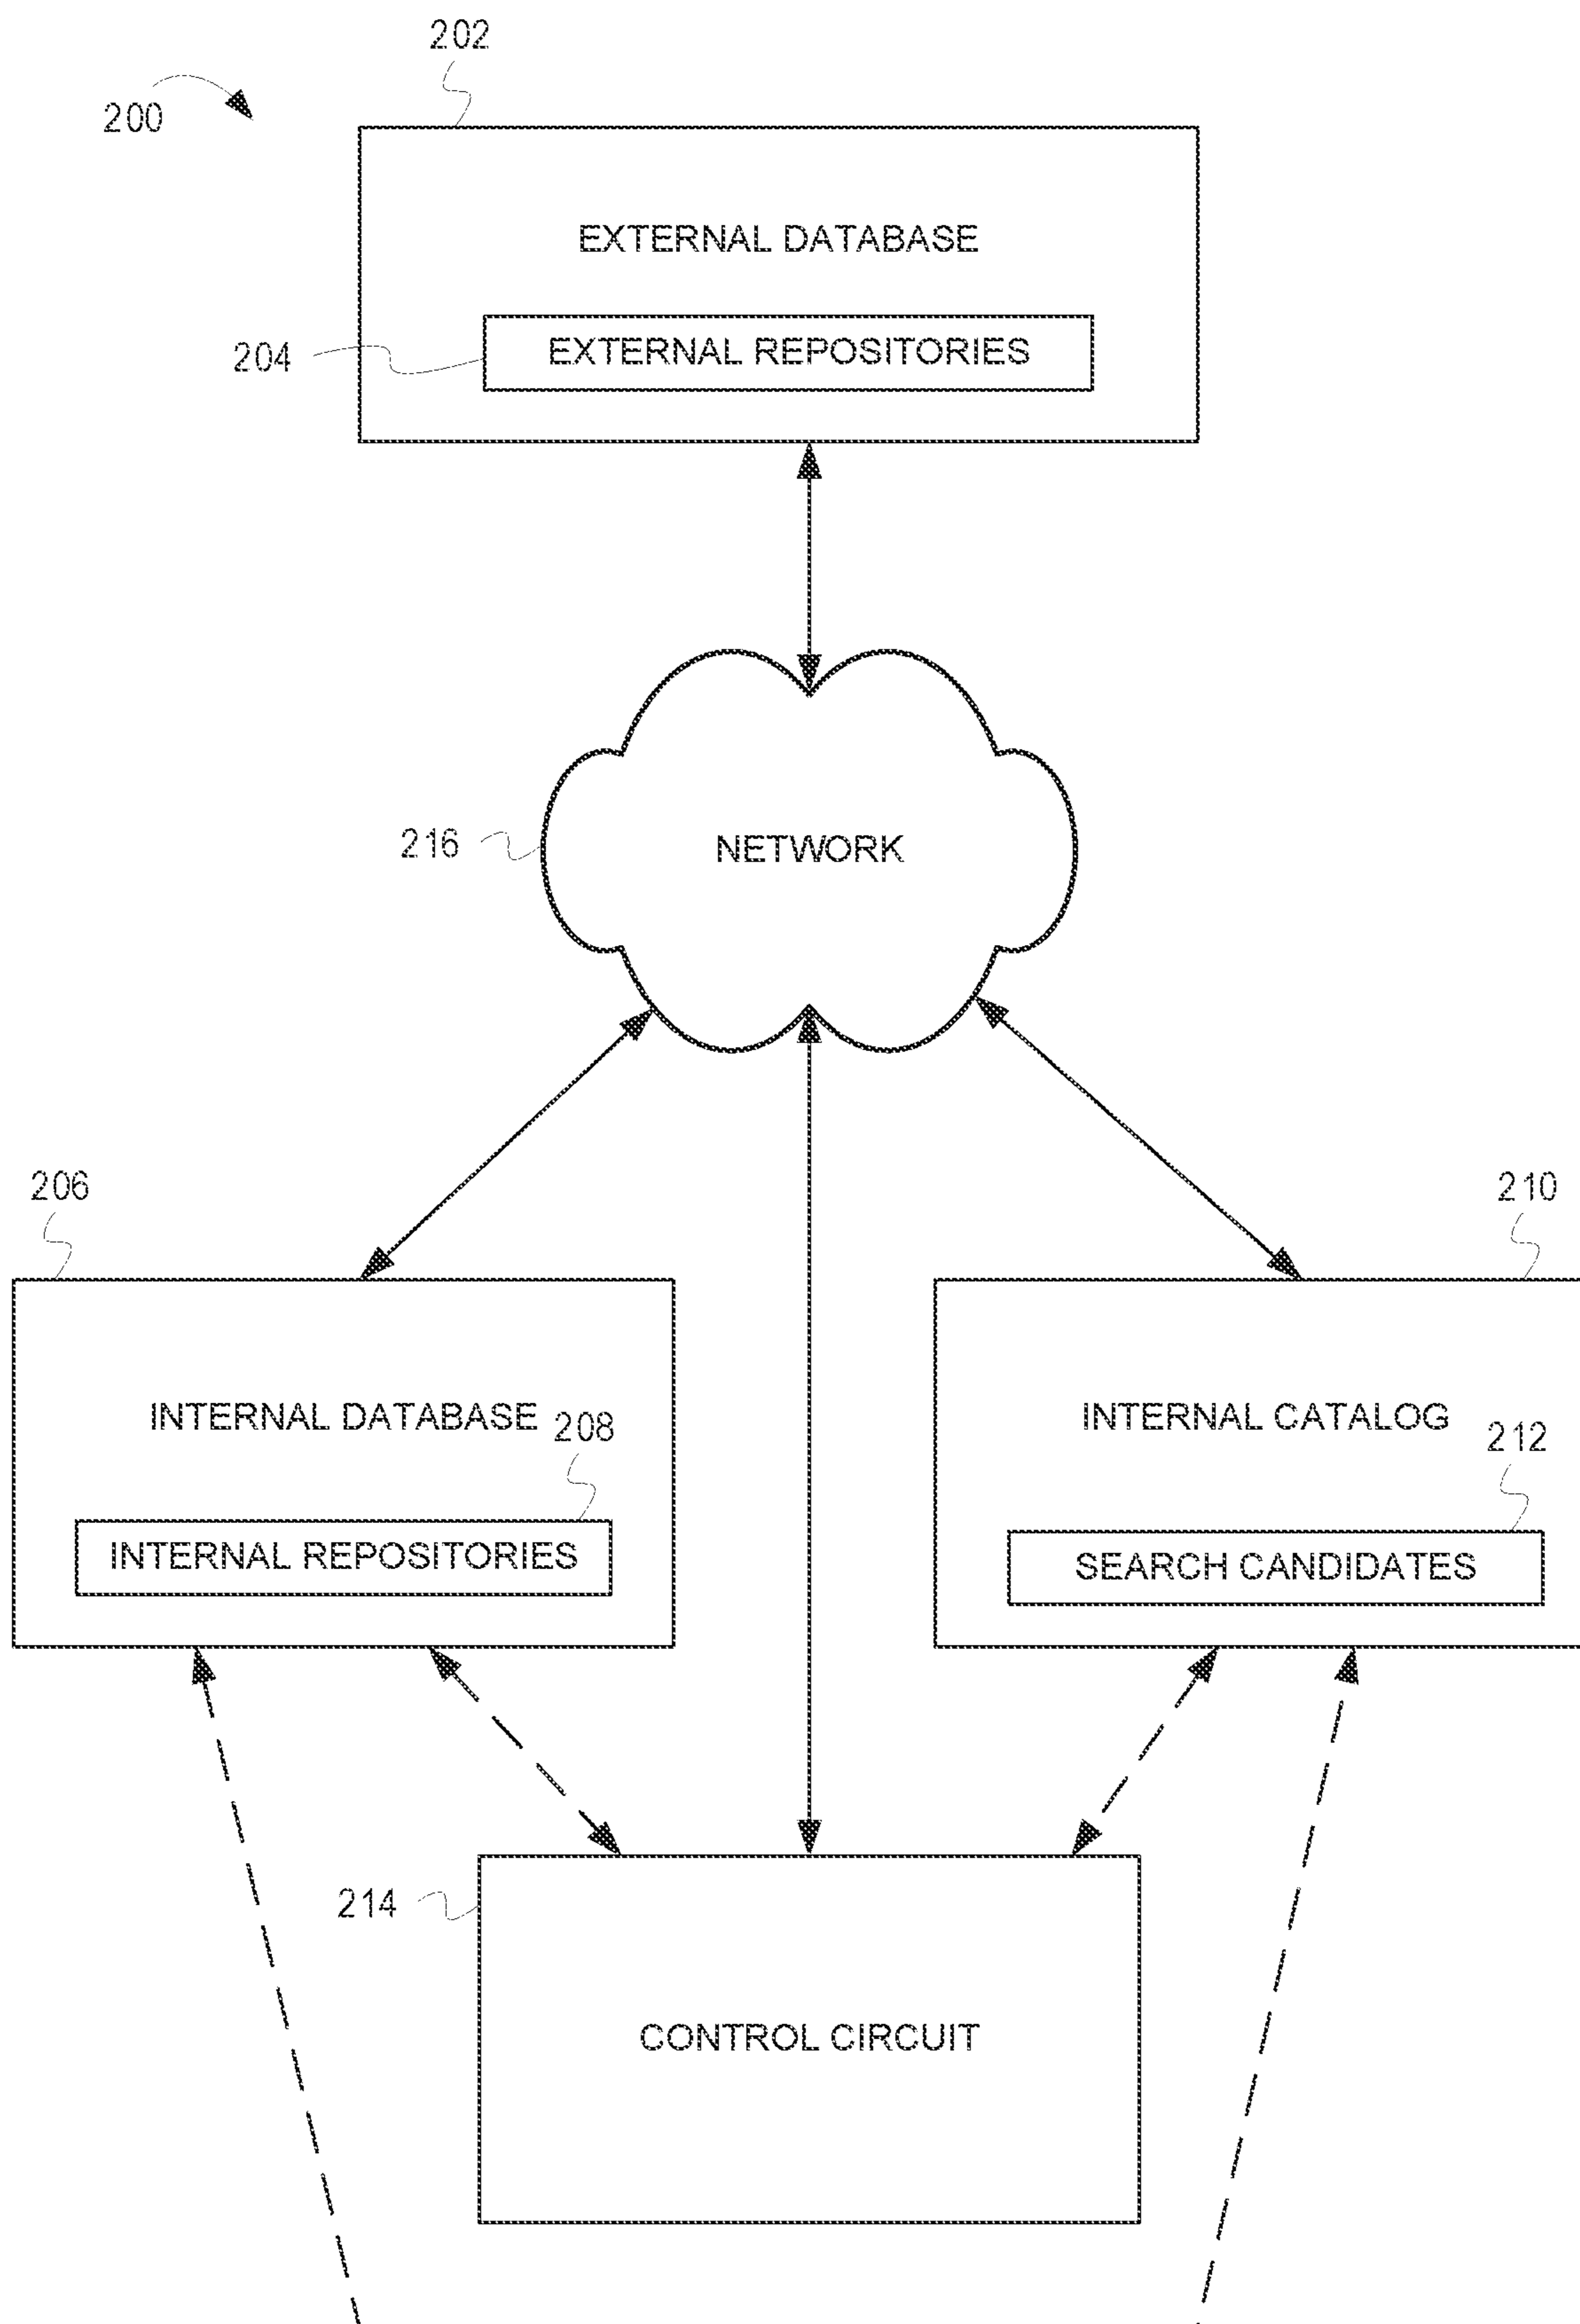 202
200
EXTERNAL DATABASE
204
EXTERNAL REPOSITORIES
216
NETWORK
206
210
INTERNAL DATABASE
208
INTERNAL CATALOG
212
INTERNAL REPOSITORIES
SEARCH CANDIDATES
214
CONTROL CIRCUIT